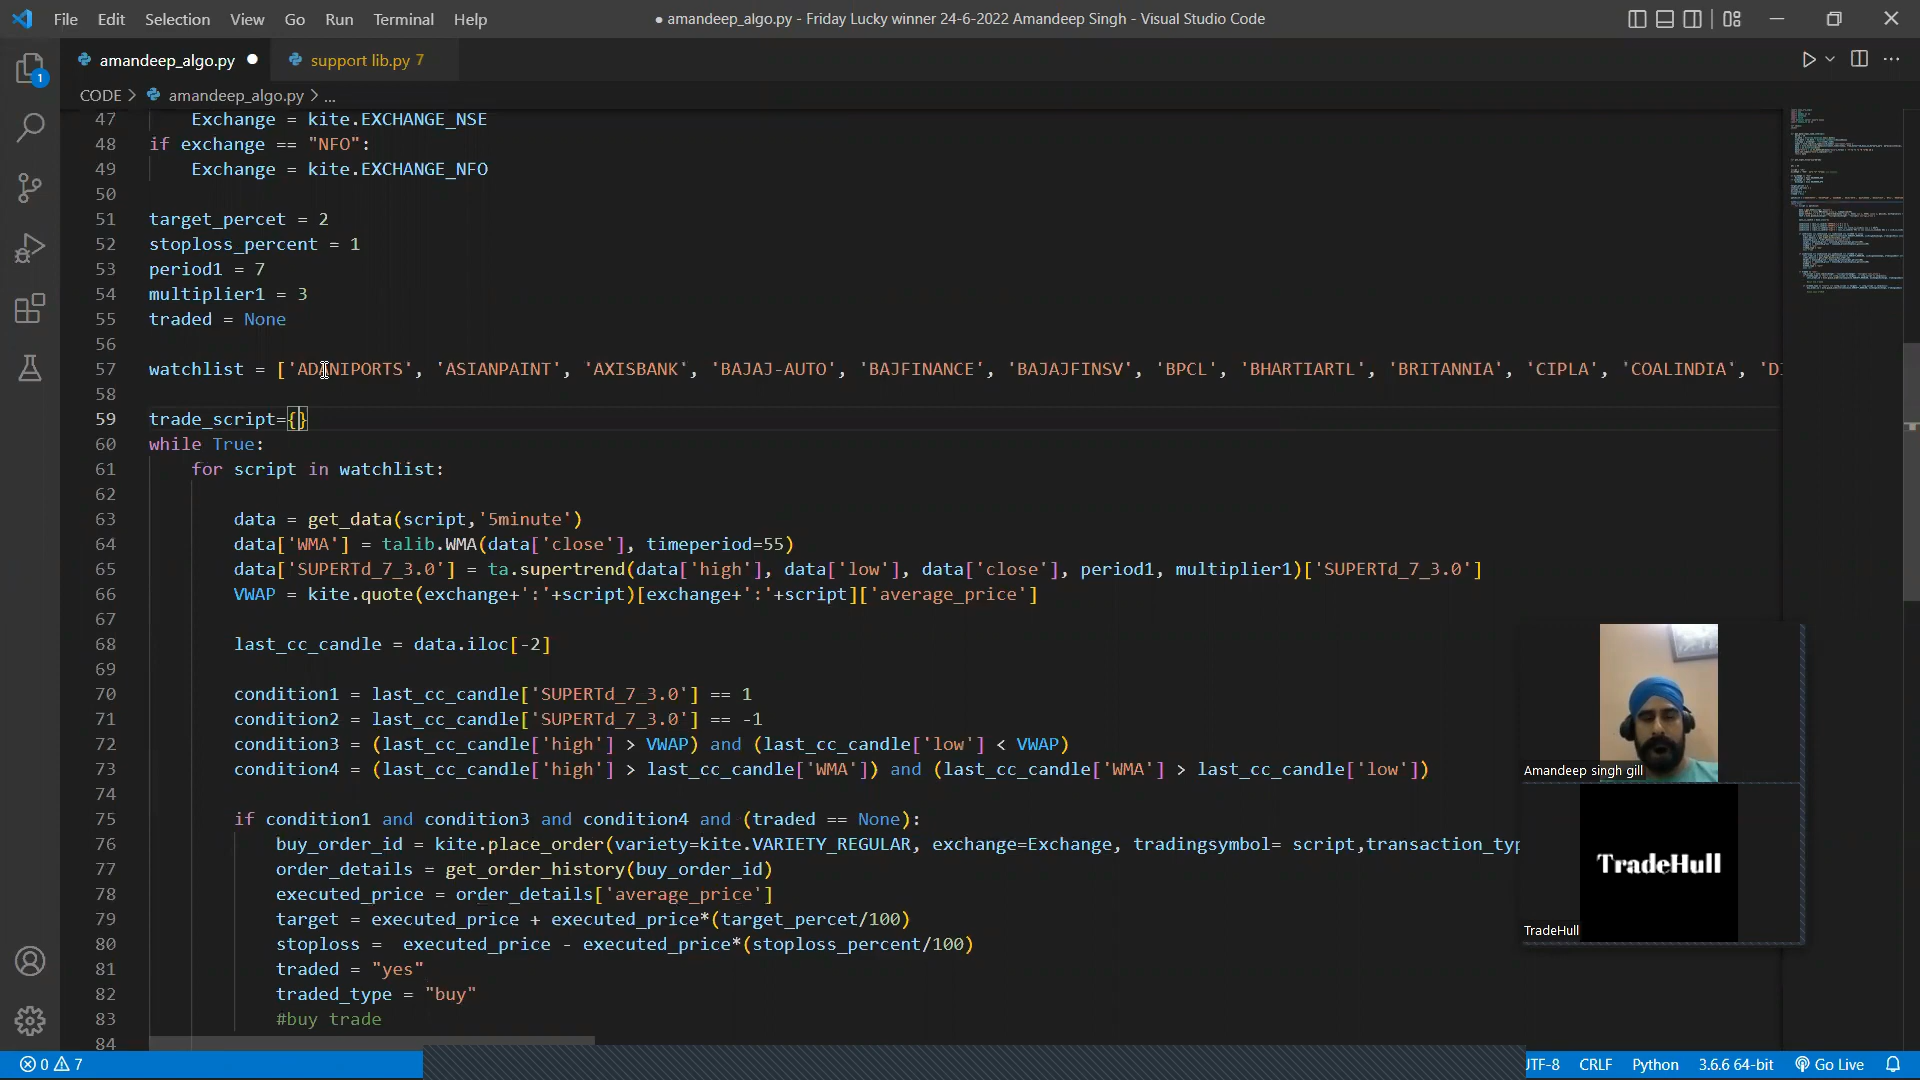 File Edit Selection View Go Run Terminal Help
● amandeep_algo.py - Friday Lucky winner 24-6-2022 Amandeep Singh - Visual Studio Code
amandeep_algo.py ●
support lib.py 7
1
CODE > amandeep_algo.py > ...
47 Exchange = kite.EXCHANGE_NSE
48 if exchange == "NFO":
49 Exchange = kite.EXCHANGE_NFO
50
51 target_percet = 2
52 stoploss_percent = 1
53 period1 = 7
54 multiplier1 = 3
55 traded = None
56
57 watchlist = ['ADANIPORTS', 'ASIANPAINT', 'AXISBANK', 'BAJAJ-AUTO', 'BAJFINANCE', 'BAJAJFINSV', 'BPCL', 'BHARTIARTL', 'BRITANNIA', 'CIPLA', 'COALINDIA',
58
59 trade_script={}
60 while True:
61 for script in watchlist:
62
63 data = get_data(script,'5minute')
64 data['WMA'] = talib.WMA(data['close'], timeperiod=55)
65 data['SUPERTd_7_3.0'] = ta.supertrend(data['high'], data['low'], data['close'], period1, multiplier1)['SUPERTd_7_3.0']
66 VWAP = kite.quote(exchange+':'+script)[exchange+':'+script]['average_price']
67
68 last_cc_candle = data.iloc[-2]
69
70 condition1 = last_cc_candle['SUPERTd_7_3.0'] == 1
71 condition2 = last_cc_candle['SUPERTd_7_3.0'] == -1
72 condition3 = (last_cc_candle['high'] > VWAP) and (last_cc_candle['low'] < VWAP)
73 condition4 = (last_cc_candle['high'] > last_cc_candle['WMA']) and (last_cc_candle['WMA'] > last_cc_candle['low'])
74
75 if condition1 and condition3 and condition4 and (traded == None):
76 buy_order_id = kite.place_order(variety=kite.VARIETY_REGULAR, exchange=Exchange, tradingsymbol= script,transaction_typ
77 order_details = get_order_history(buy_order_id)
78 executed_price = order_details['average_price']
79 target = executed_price + executed_price*(target_percet/100)
80 stoploss =  executed_price - executed_price*(stoploss_percent/100)
81 traded = "yes"
82 traded_type = "buy"
83 #buy trade
84
Amandeep singh gill
TradeHull
TradeHull
0 7
UTF-8 CRLF Python 3.6.6 64-bit Go Live